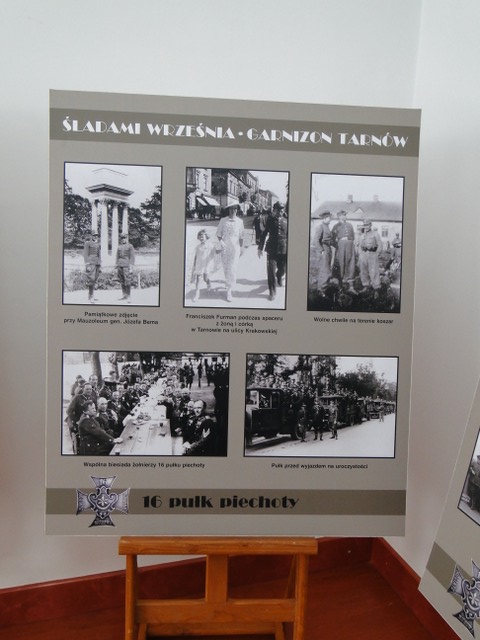 ŚLADAMI WRZEŚNIA • GARNIZON TARNÓW
Pamiątkowe zdjęcie
przy Mauzoleum gen. Józefa Bema
Franciszek Furman podczas spaceru
z żoną i córką
w Tarnowie na ulicy Krakowskiej
Wolne chwile na terenie koszar
Wspólna biesiada żołnierzy 16 pułku piechoty
Pułk przed wyjazdem na uroczystości
16 pułk piechoty